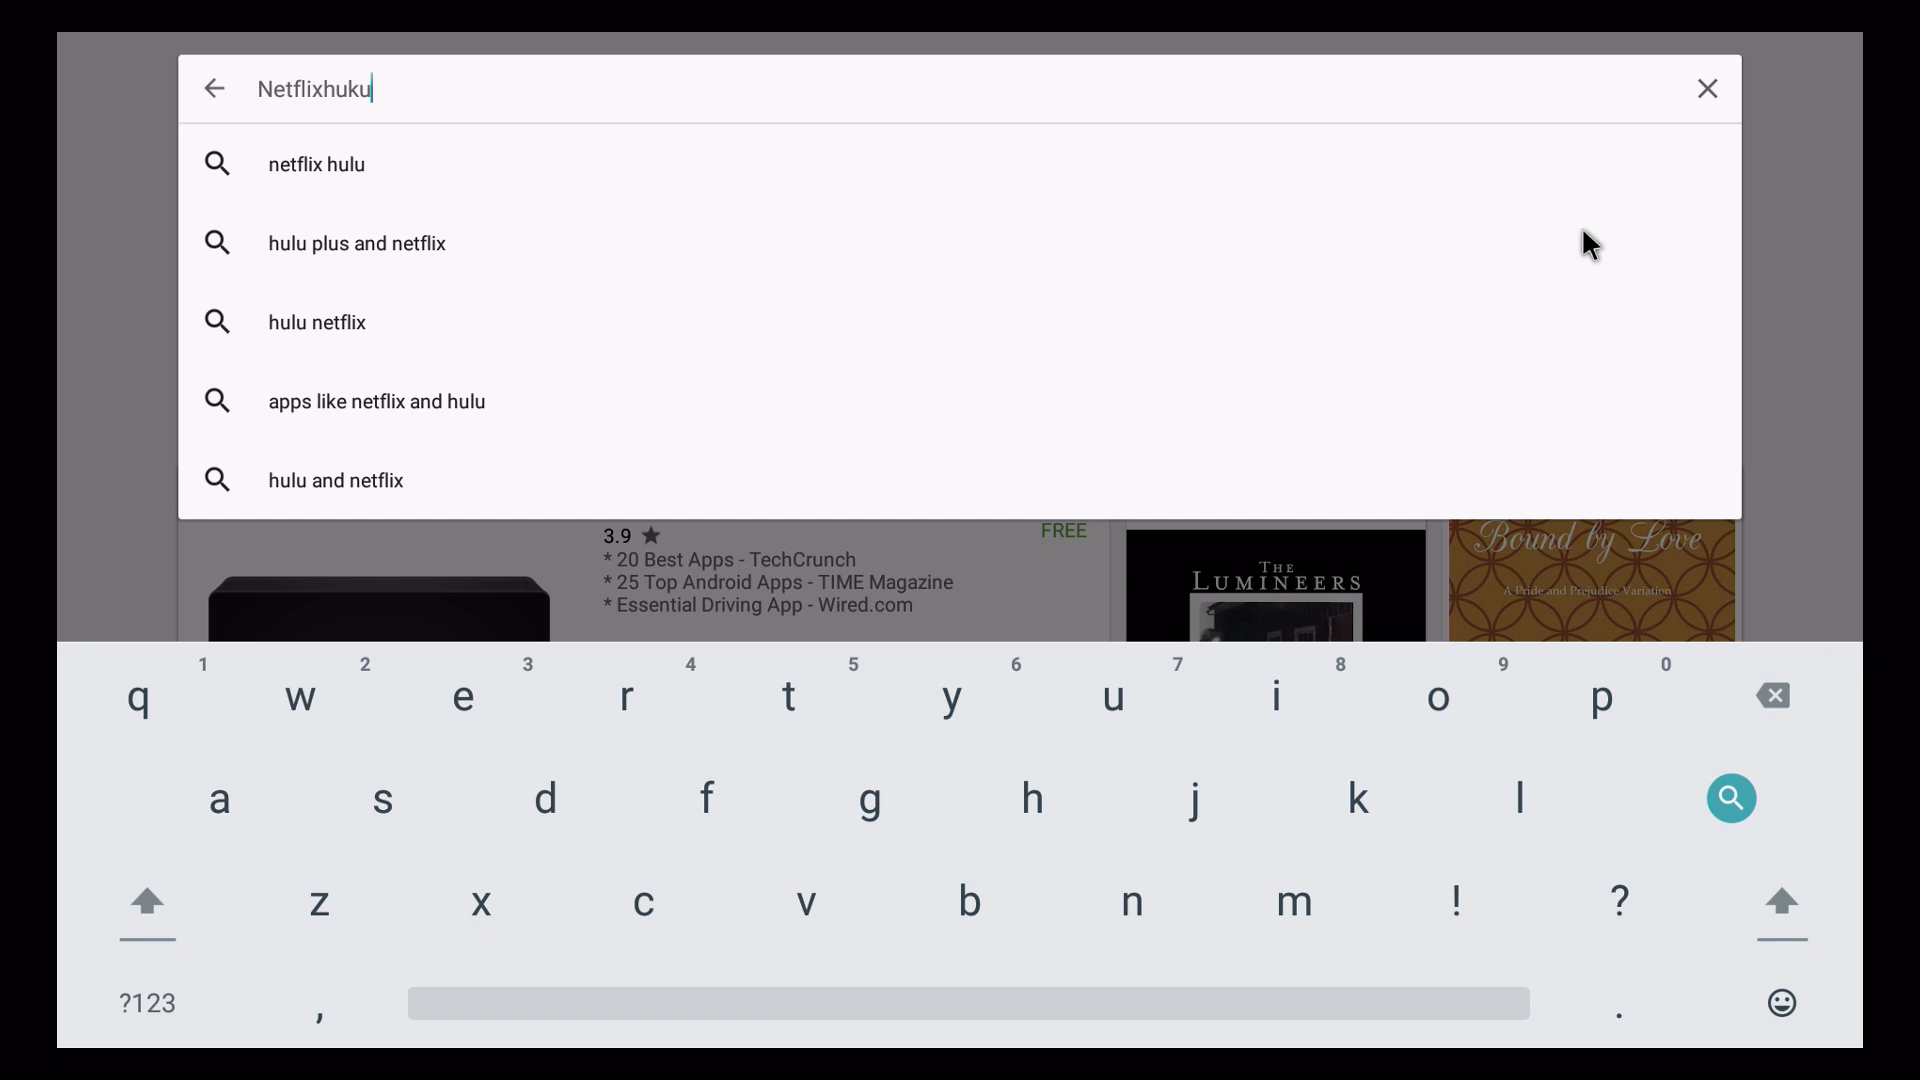 Netflixhuku
netflix hulu
hulu plus and netflix
hulu netflix
apps like netflix and hulu
hulu and netflix
3.9 ★
FREE
* 20 Best Apps - TechCrunch
* 25 Top Android Apps - TIME Magazine
* Essential Driving App - Wired.com
THE
LUMINEERS
Bound by Love
A Pride and Prejudice Variation
1 2 3 4 5 6 7 8 9 0
q w e r t y u i o p
a s d f g h j k l
z x c v b n m ! ?
?123 , .